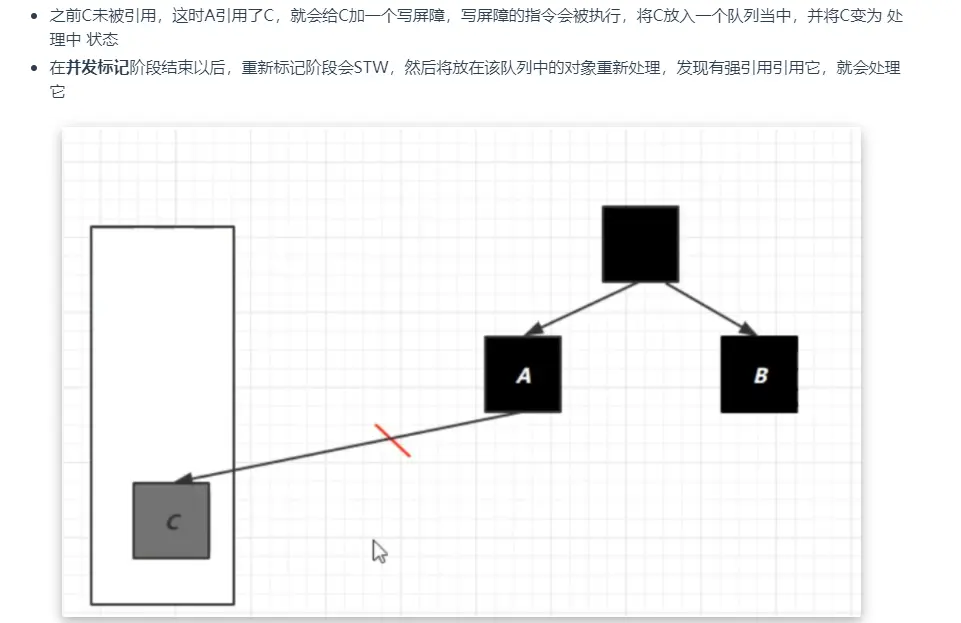 之前C未被引用，这时A引用了C，就会给C加一个写屏障，写屏障的指令会被执行，将C放入一个队列当中，并将C变为 处
理中 状态
在并发标记阶段结束以后，重新标记阶段会STW，然后将放在该队列中的对象重新处理，发现有强引用引用它，就会处理
它
A
B
C